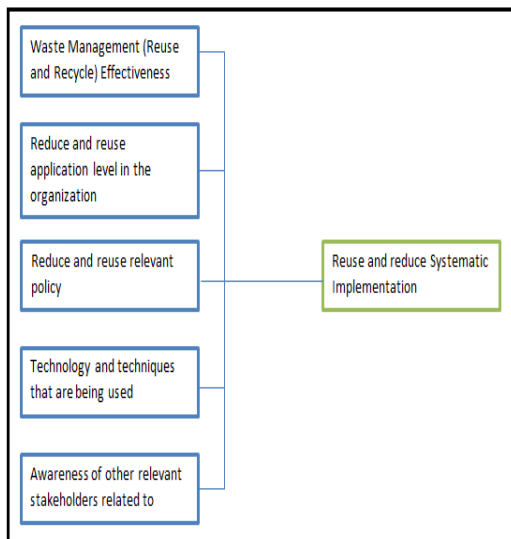 Waste Management (Reuse
and Recycle) Effectiveness
Reduce and reuse
application level in the
organization
Reduce and reuse relevant
policy
Reuse and reduce Systematic
Implementation
Technology and techniques
that are being used
Awareness of other relevant
stakeholders related to